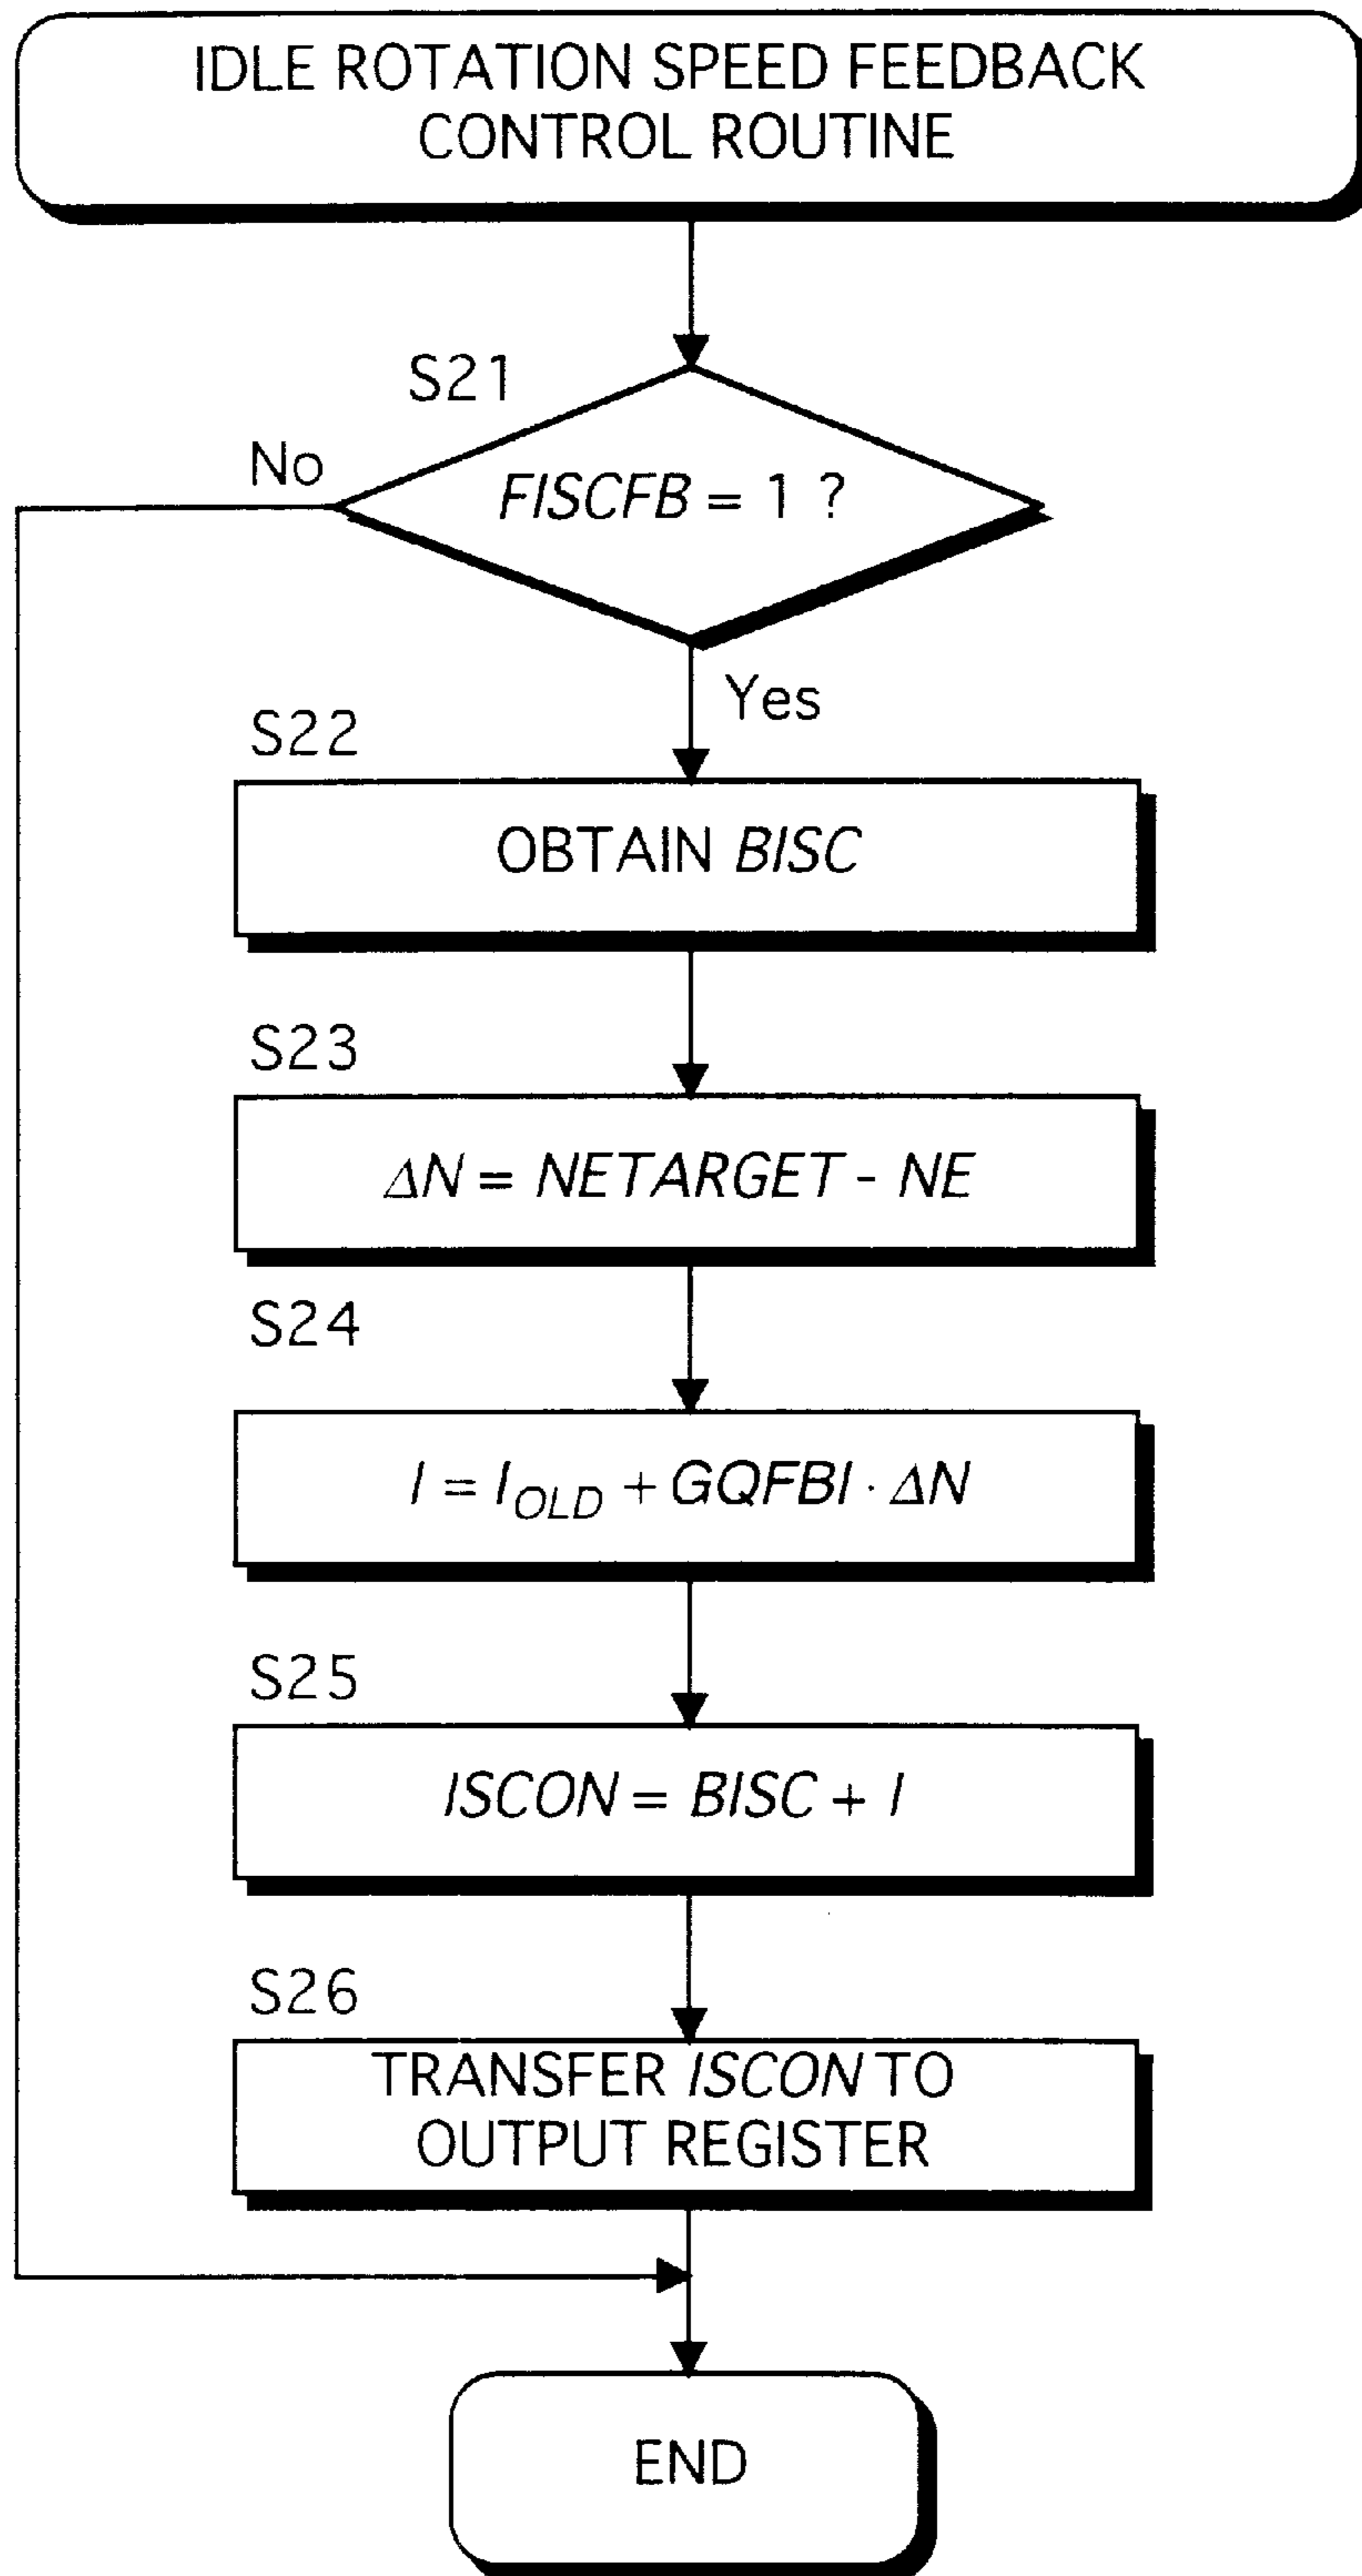 IDLE ROTATION SPEED FEEDBACK
CONTROL ROUTINE
S21
No
FISCFB = 1 ?
Yes
S22
OBTAIN BISC
S23
ΔN = NETARGET - NE
S24
I = I_OLD + GQFBI · ΔN
S25
ISCON = BISC + I
S26
TRANSFER ISCON TO
OUTPUT REGISTER
END